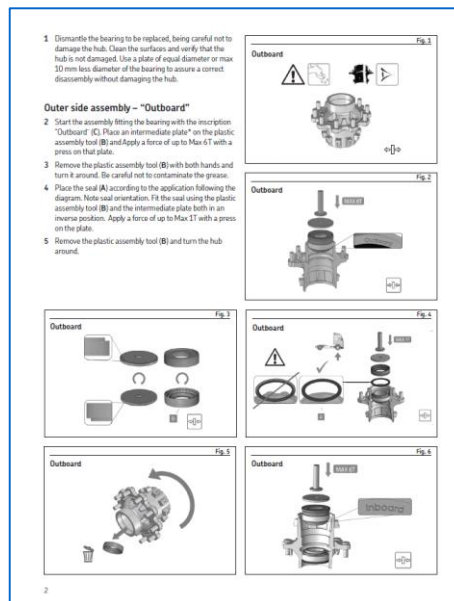 1 Dismantle the bearing to be replaced, being careful not to
damage the hub. Clean the surfaces and verify that the
hub is not damaged. Use a plate of equal diameter or max
10 mm less diameter of the bearing to assure a correct
disassembly without damaging the hub.
Outer side assembly – “Outboard”
2 Start the assembly fitting the bearing with the inscription
“Outboard” (C). Place an intermediate plate* on the plastic
assembly tool (B) and Apply a force of up to Max 6T with a
press on that plate.
3 Remove the plastic assembly tool (B) with both hands and
turn it around. Be careful not to contaminate the grease.
4 Place the seal (A) according to the application following the
diagram. Note seal orientation. Fit the seal using the plastic
assembly tool (B) and the intermediate plate both in an
inverse position. Apply a force of up to Max 1T with a press
on the plate.
5 Remove the plastic assembly tool (B) and turn the hub
around.
Fig. 1
Outboard
Fig. 2
Outboard
MAX 6T
Fig. 3
Outboard
Fig. 4
Outboard
Fig. 5
Outboard
Fig. 6
Outboard
MAX 6T
Inboard
2